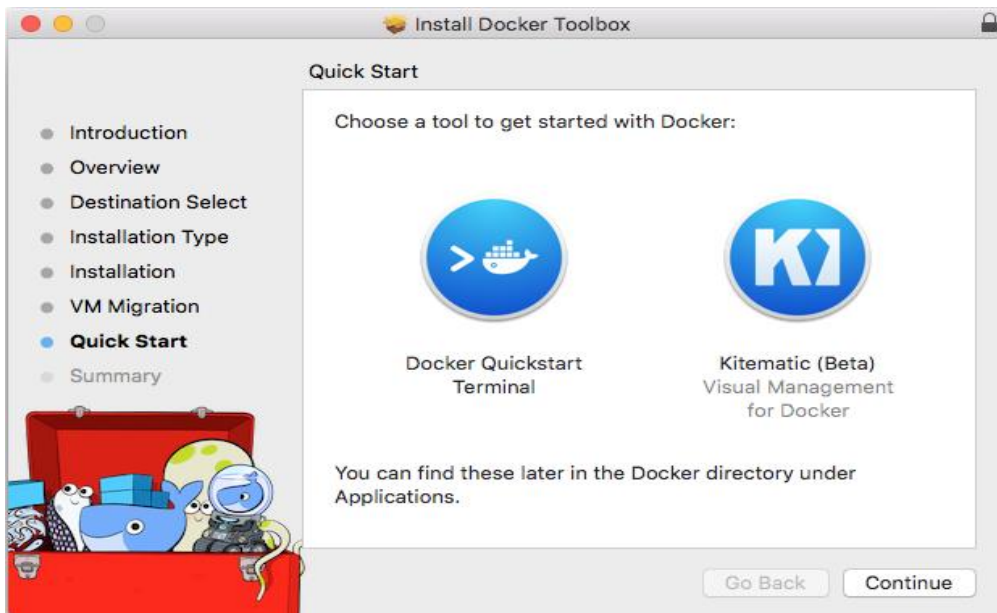 Install Docker Toolbox
Quick Start
Introduction
Overview
Destination Select
Installation Type
Installation
VM Migration
Quick Start
Summary
Choose a tool to get started with Docker:
Docker Quickstart
Terminal
Kitematic (Beta)
Visual Management
for Docker
You can find these later in the Docker directory under
Applications.
Go Back
Continue